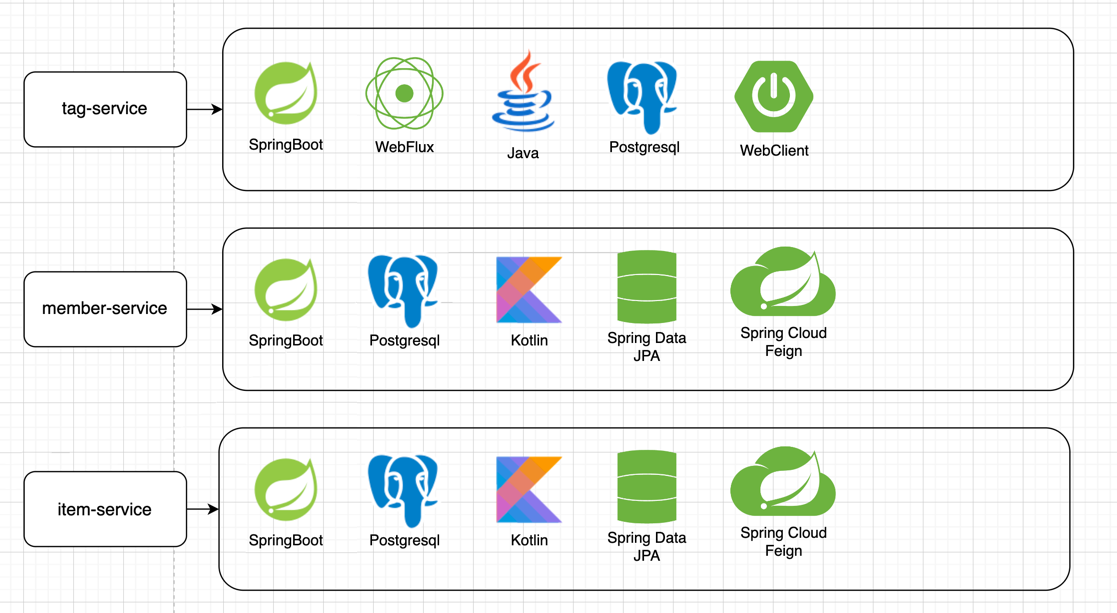 tag-service
SpringBoot
WebFlux
Java
Postgresql
WebClient
member-service
SpringBoot
Postgresql
Kotlin
Spring Data
JPA
Spring Cloud
Feign
item-service
SpringBoot
Postgresql
Kotlin
Spring Data
JPA
Spring Cloud
Feign